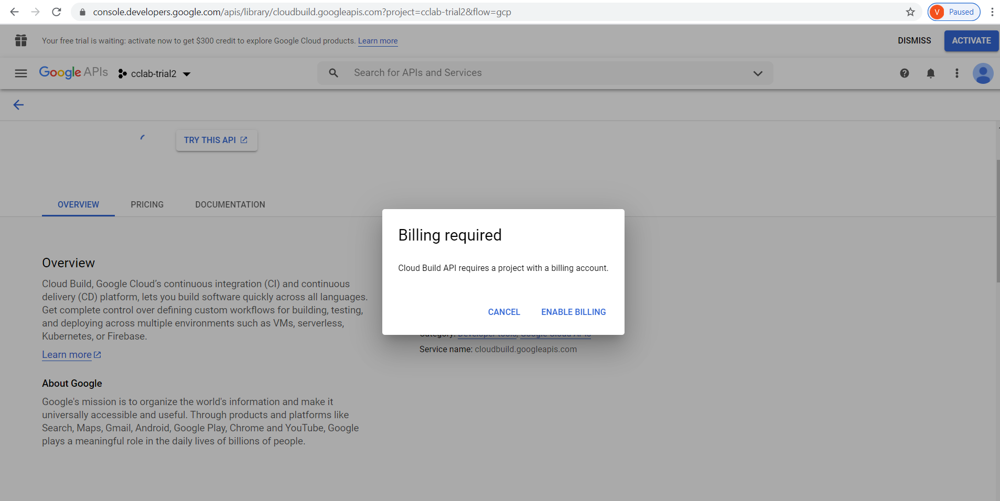 console.developers.google.com/apis/library/cloudbuild.googleapis.com?project=cclab-trial2&flow=gcp
V Paused
Your free trial is waiting: activate now to get $300 credit to explore Google Cloud products. Learn more
DISMISS
ACTIVATE
Google APIs
cclab-trial2
Search for APIs and Services
TRY THIS API
OVERVIEW
PRICING
DOCUMENTATION
Billing required
Cloud Build API requires a project with a billing account.
CANCEL
ENABLE BILLING
Overview
Cloud Build, Google Cloud’s continuous integration (CI) and continuous
delivery (CD) platform, lets you build software quickly across all languages.
Get complete control over defining custom workflows for building, testing,
and deploying across multiple environments such as VMs, serverless,
Kubernetes, or Firebase.
Learn more
Category: Developer tools, Google Cloud APIs
Service name: cloudbuild.googleapis.com
About Google
Google's mission is to organize the world's information and make it
universally accessible and useful. Through products and platforms like
Search, Maps, Gmail, Android, Google Play, Chrome and YouTube, Google
plays a meaningful role in the daily lives of billions of people.